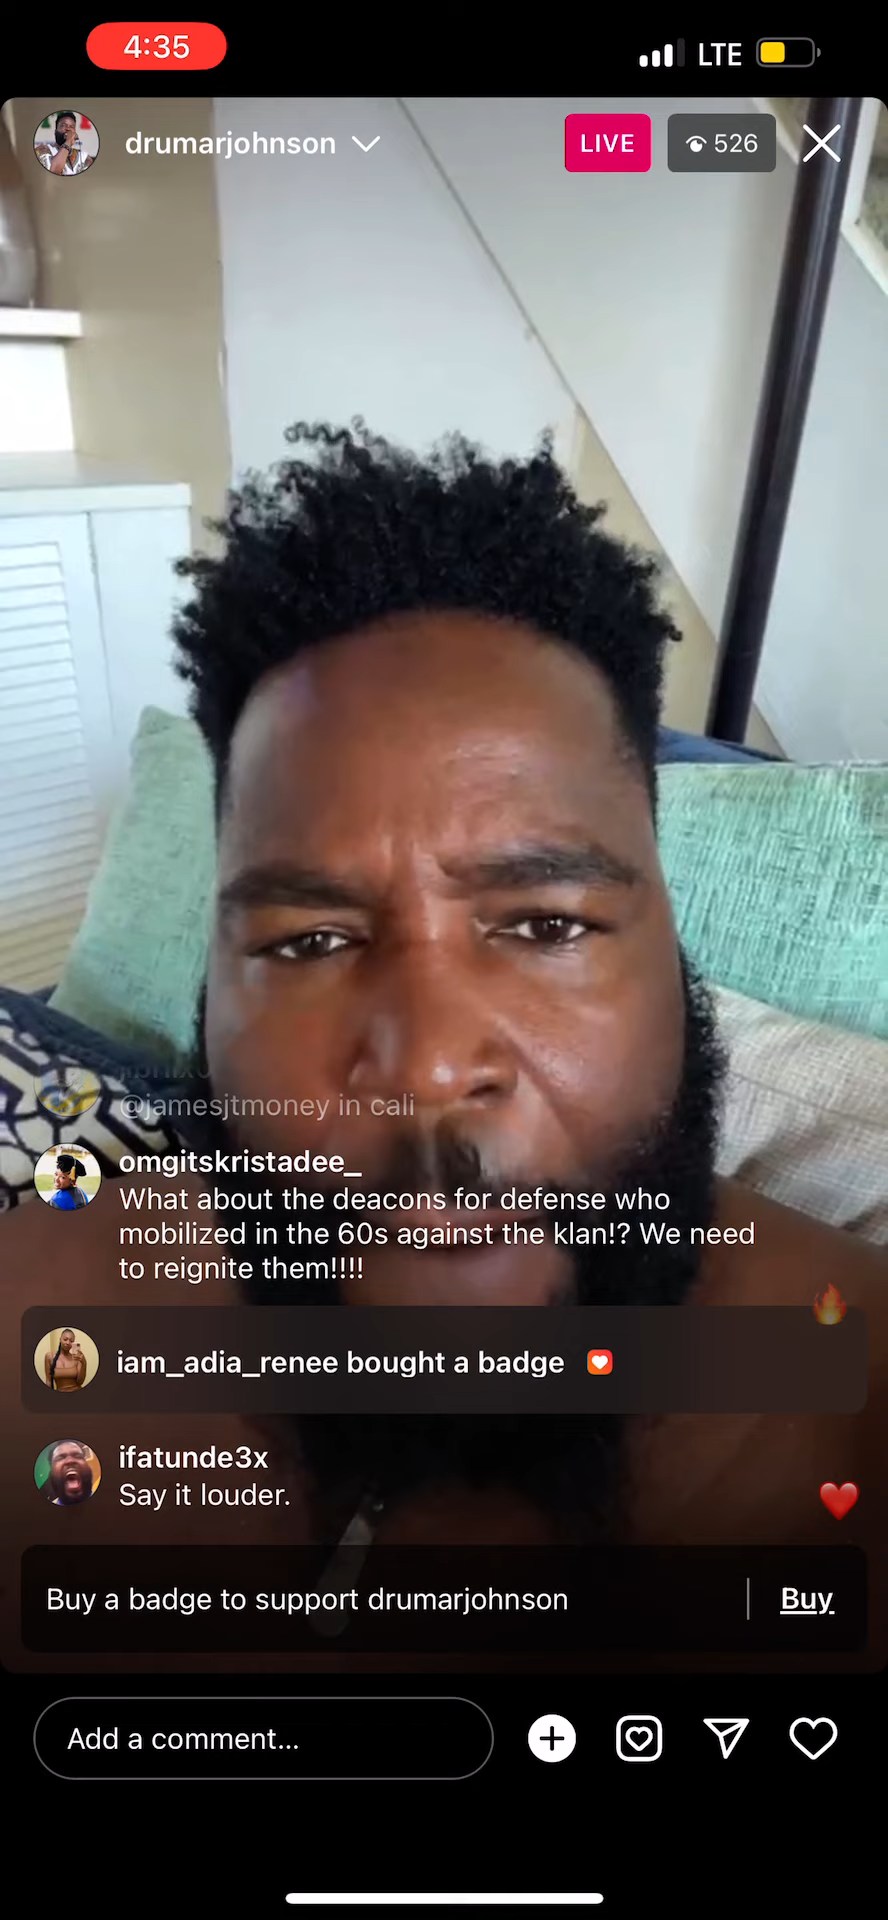 4:35
LTE
drumarjohnson
LIVE
526
@jamesjtmoney in cali
omgitskristadee_
What about the deacons for defense who
mobilized in the 60s against the klan!? We need
to reignite them!!!!
iam_adia_renee bought a badge
ifatunde3x
Say it louder.
Buy a badge to support drumarjohnson
Buy
Add a comment...